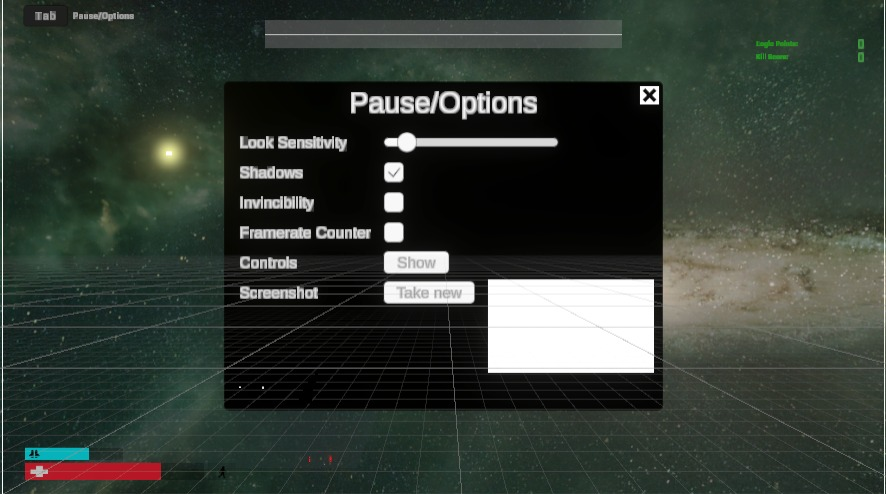 Tab Pause/Options
Pause/Options
Look Sensitivity
Shadows
Invincibility
Framerate Counter
Controls Show
Screenshot Take new